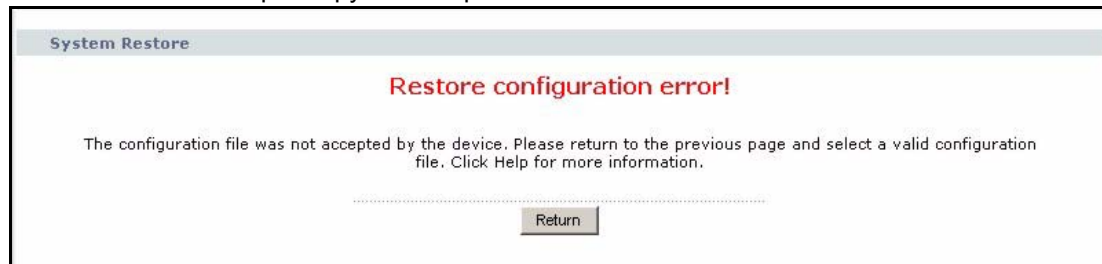 System Restore
Restore configuration error!
The configuration file was not accepted by the device. Please return to the previous page and select a valid configuration
file. Click Help for more information.
Return